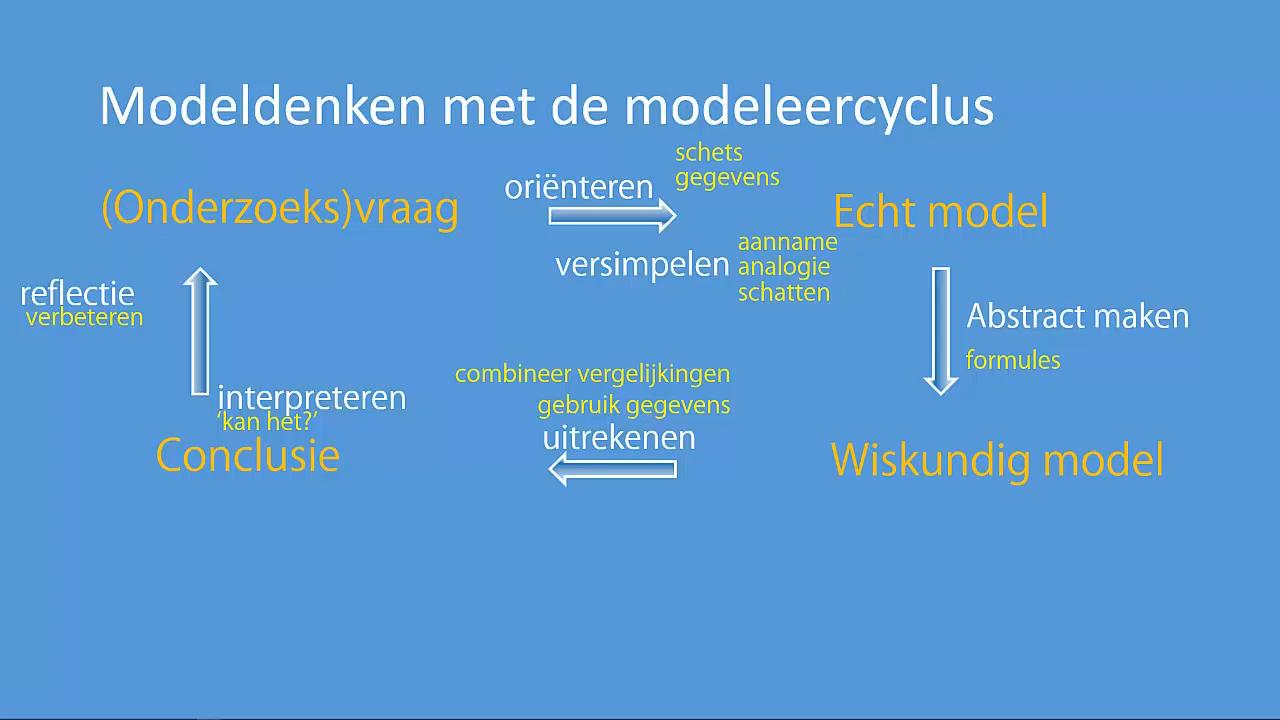 Modeldenken met de modeleercyclus
schets
oriënteren gegevens
(Onderzoeks)vraag
Echt model
versimpelen aanname
analogie
schatten
reflectie
verbeteren
Abstract maken
formules
combineer vergelijkingen
gebruik gegevens
uitrekenen
interpreteren
‘kan het?’
Conclusie
Wiskundig model